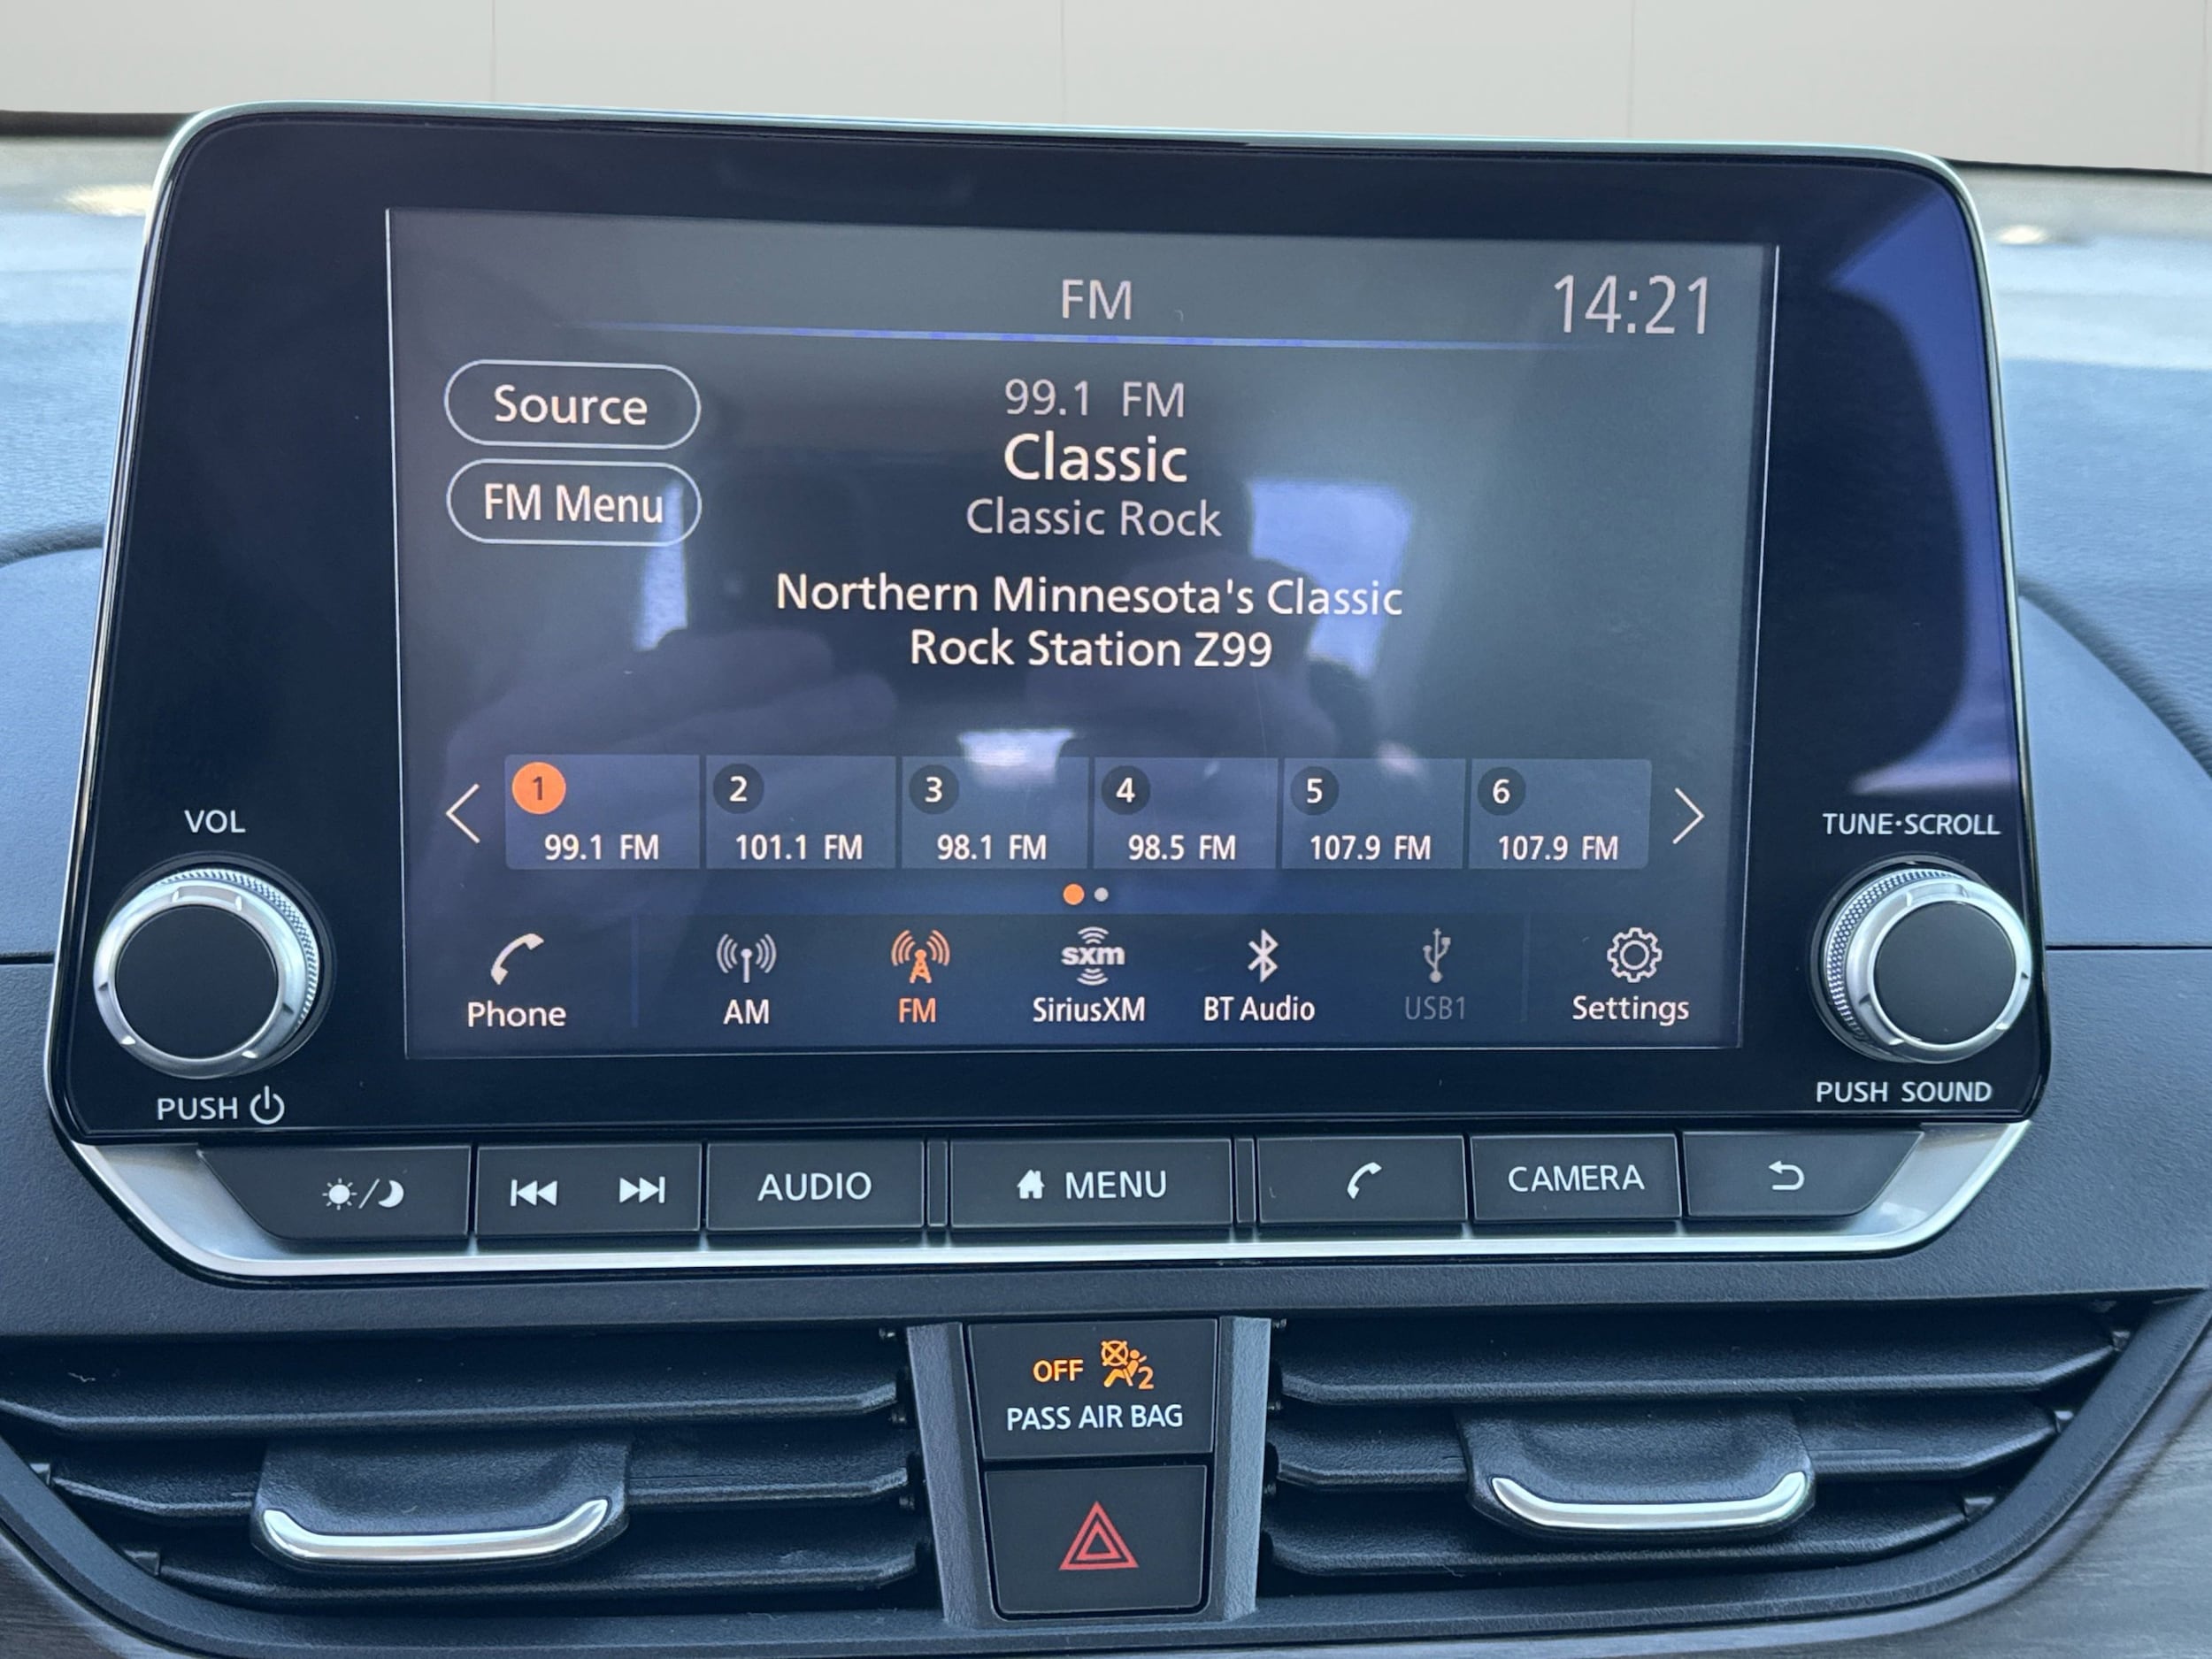 FM 14:21
Source
99.1 FM
Classic
FM Menu
Classic Rock
Northern Minnesota's Classic
Rock Station Z99
1 2 3 4 5 6
99.1 FM 101.1 FM 98.1 FM 98.5 FM 107.9 FM 107.9 FM
VOL
TUNE·SCROLL
sxm
Phone AM FM SiriusXM BT Audio USB1 Settings
PUSH
PUSH SOUND
AUDIO MENU CAMERA
OFF 2
PASS AIR BAG